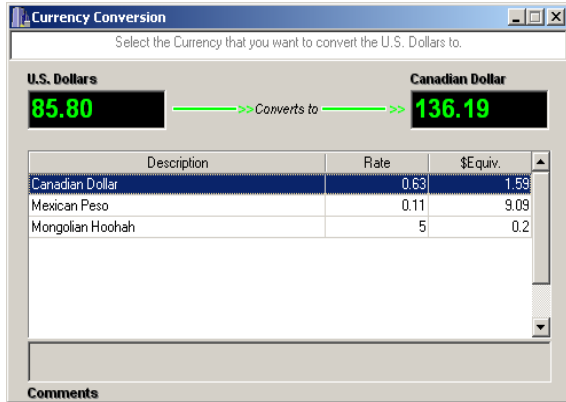 Currency Conversion
Select the Currency that you want to convert the U.S. Dollars to.
U.S. Dollars Canadian Dollar
85.80 >> Converts to >> 136.19
Description Rate $Equiv.
Canadian Dollar 0.63 1.59
Mexican Peso 0.11 9.09
Mongolian Hoohah 5 0.2
Comments